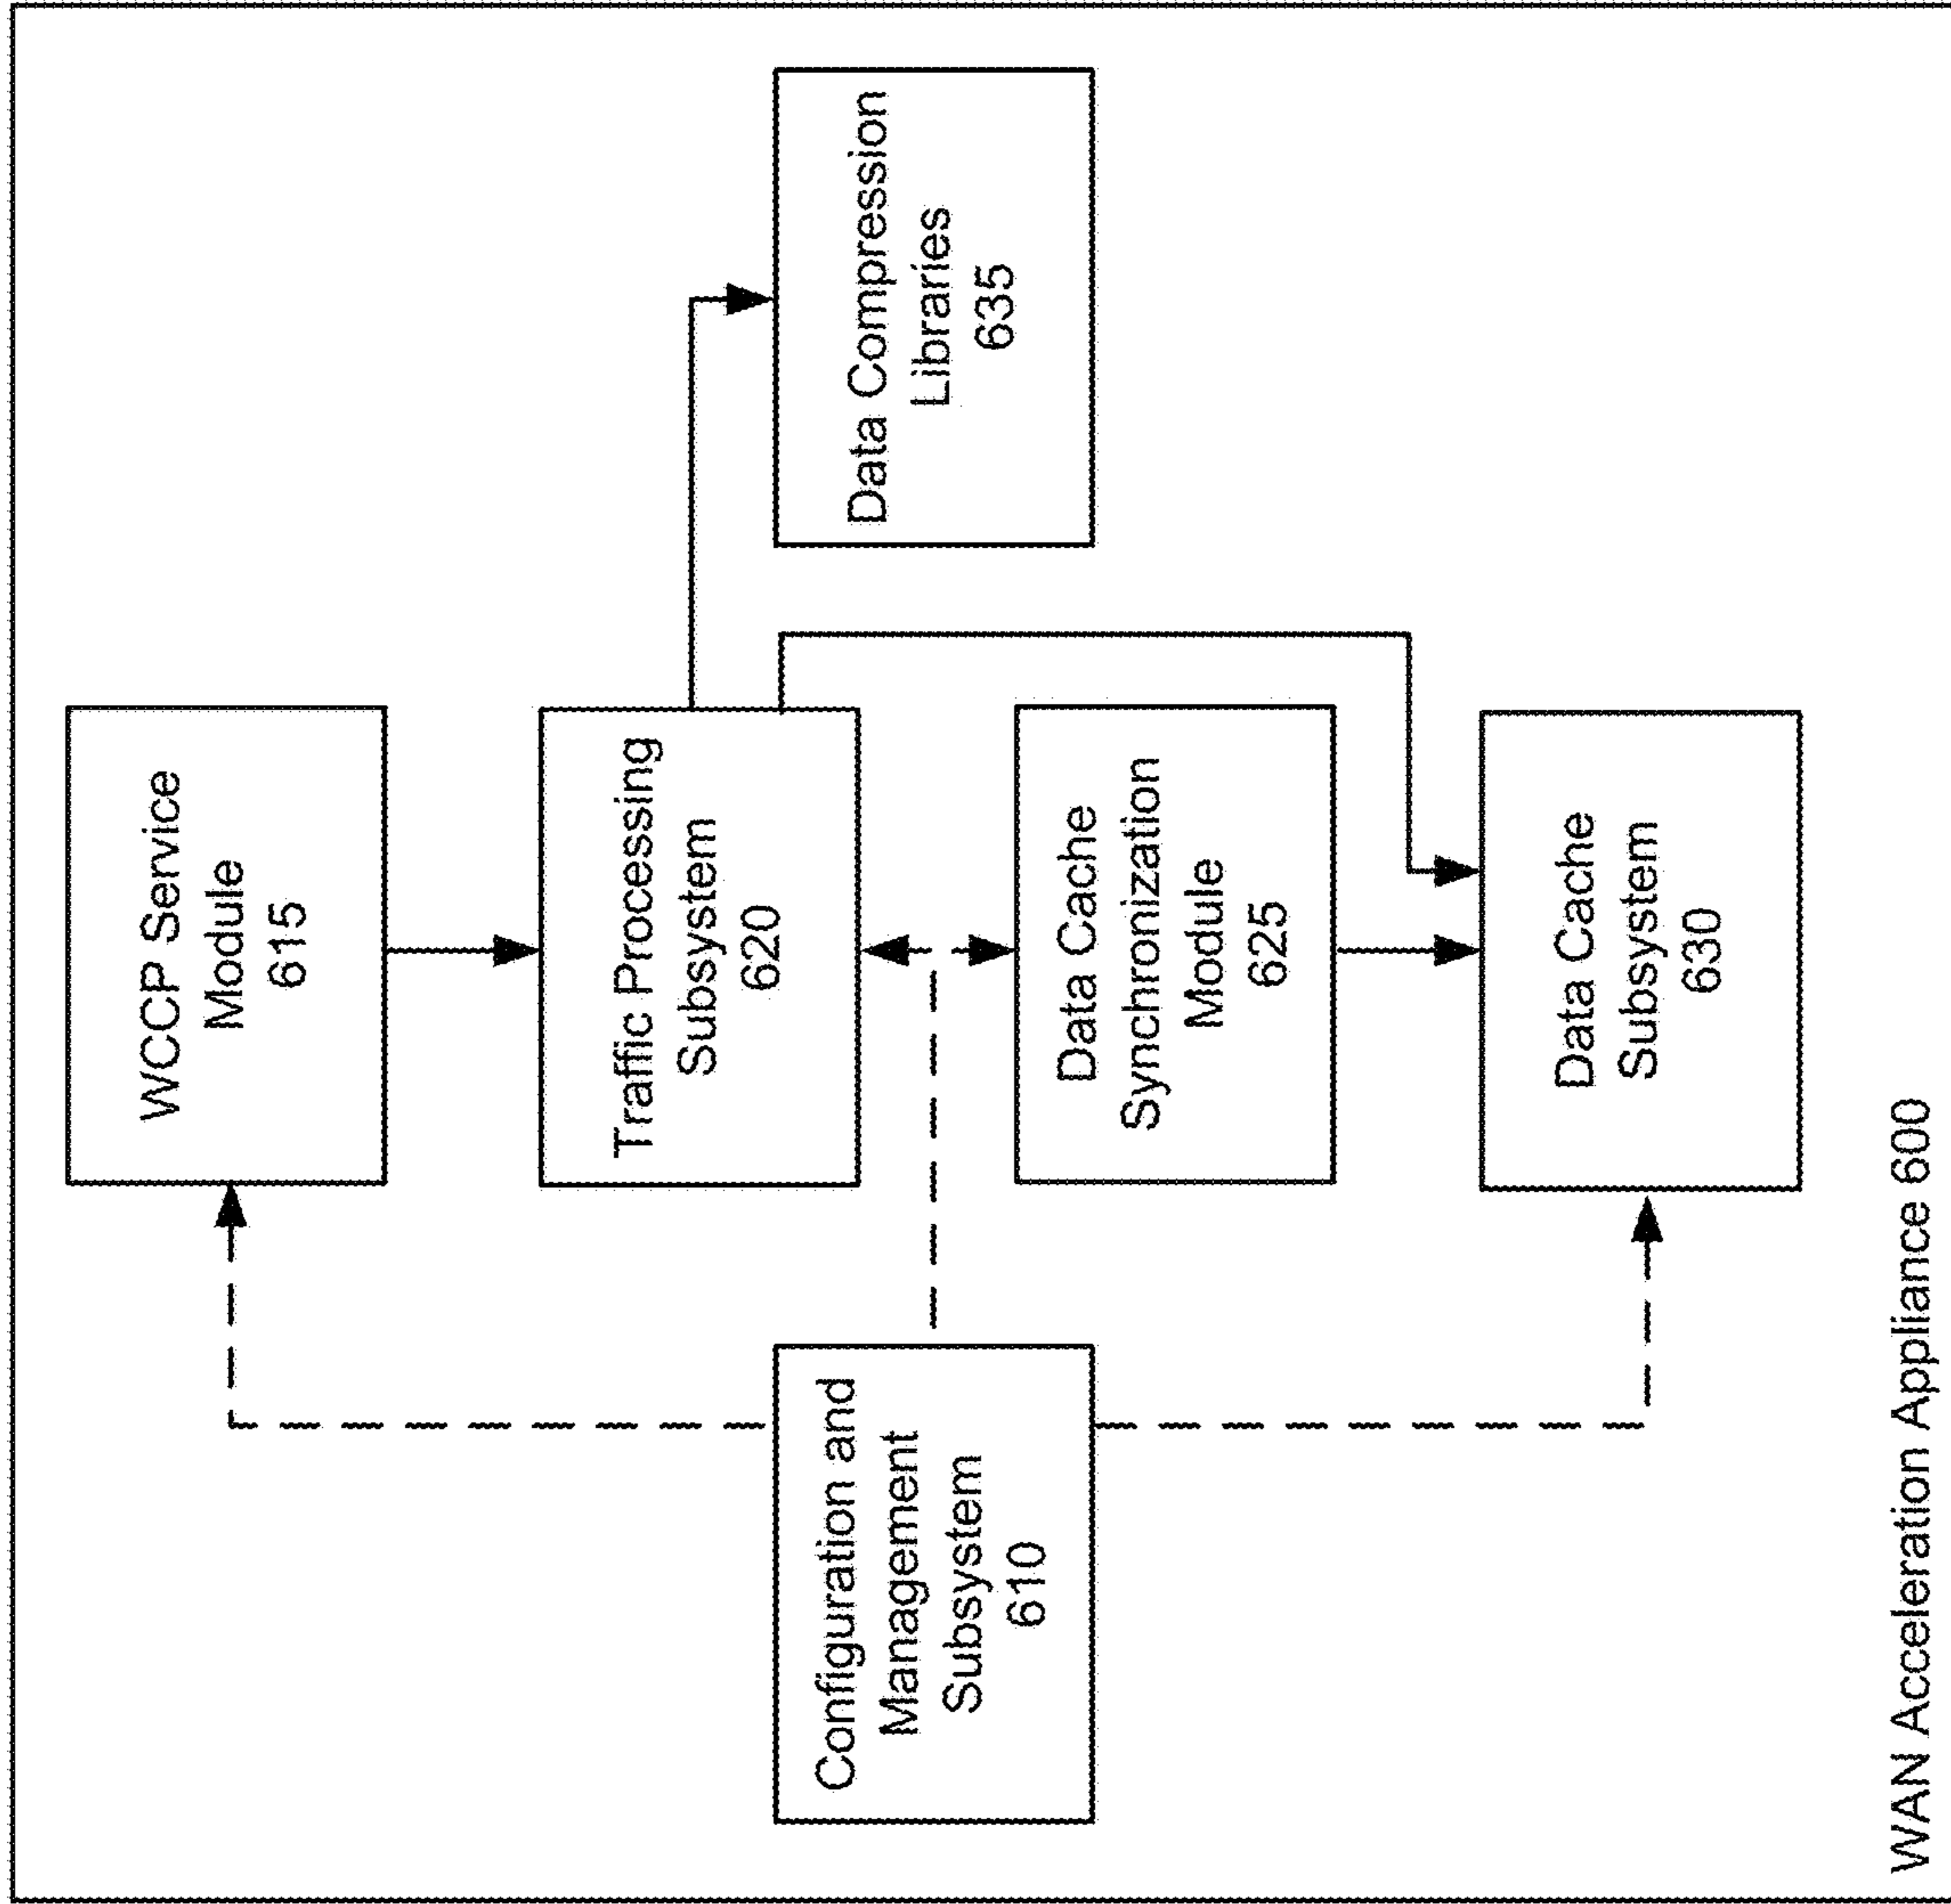 WCCP Service
Module
615
Configuration and
Management
Subsystem
610
Traffic Processing
Subsystem
620
Data Compression
Libraries
635
Data Cache
Synchronization
Module
625
Data Cache
Subsystem
630
WAN Acceleration Appliance 600